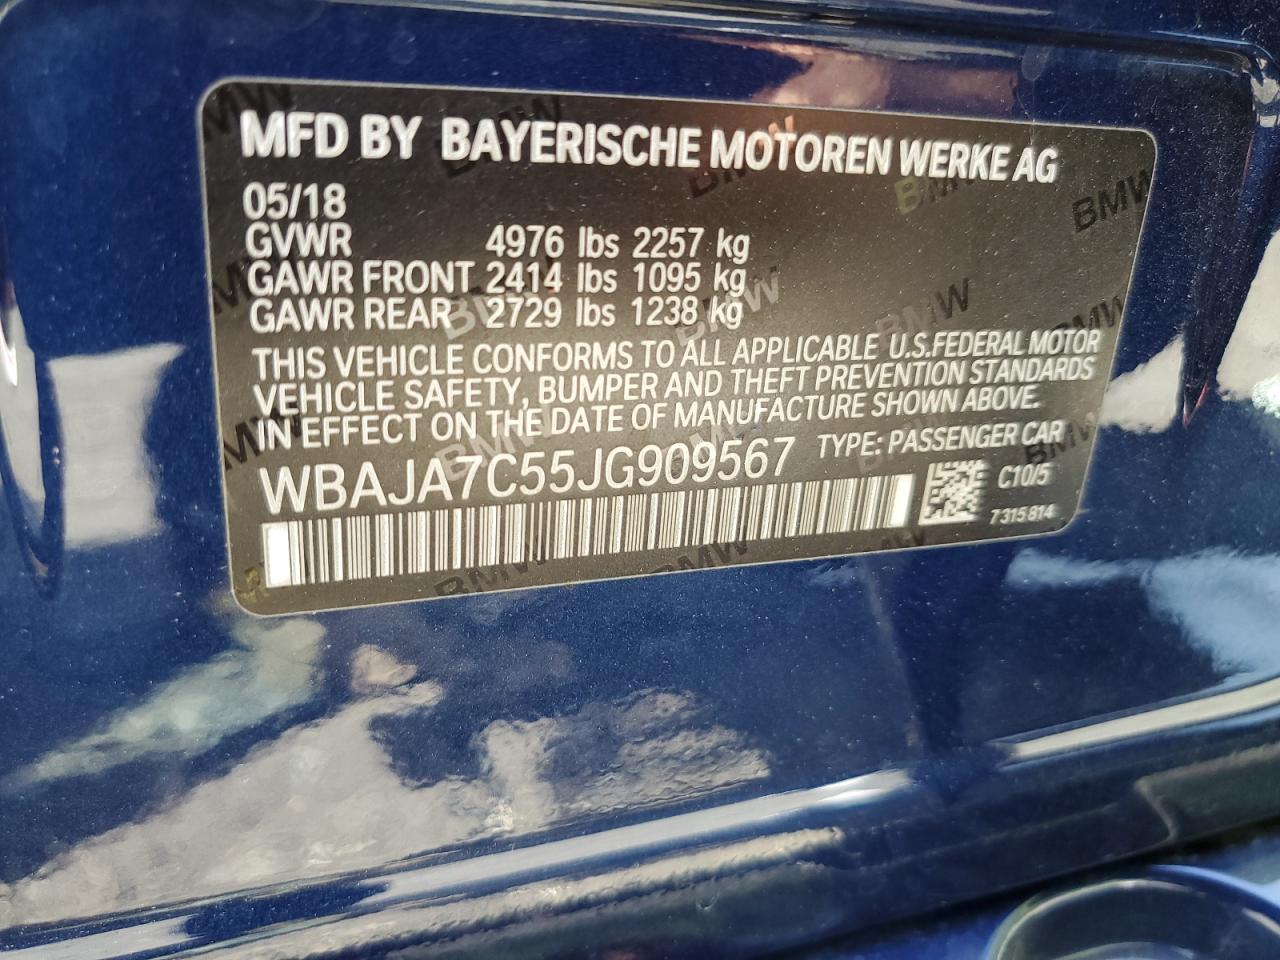 MFD BY BAYERISCHE MOTOREN WERKE AG
05/18
GVWR 4976 lbs 2257 kg
GAWR FRONT 2414 lbs 1095 kg
GAWR REAR 2729 lbs 1238 kg
THIS VEHICLE CONFORMS TO ALL APPLICABLE U.S.FEDERAL MOTOR
VEHICLE SAFETY, BUMPER AND THEFT PREVENTION STANDARDS
IN EFFECT ON THE DATE OF MANUFACTURE SHOWN ABOVE.
WBAJA7C55JG909567 TYPE: PASSENGER CAR
C10/5
7315814